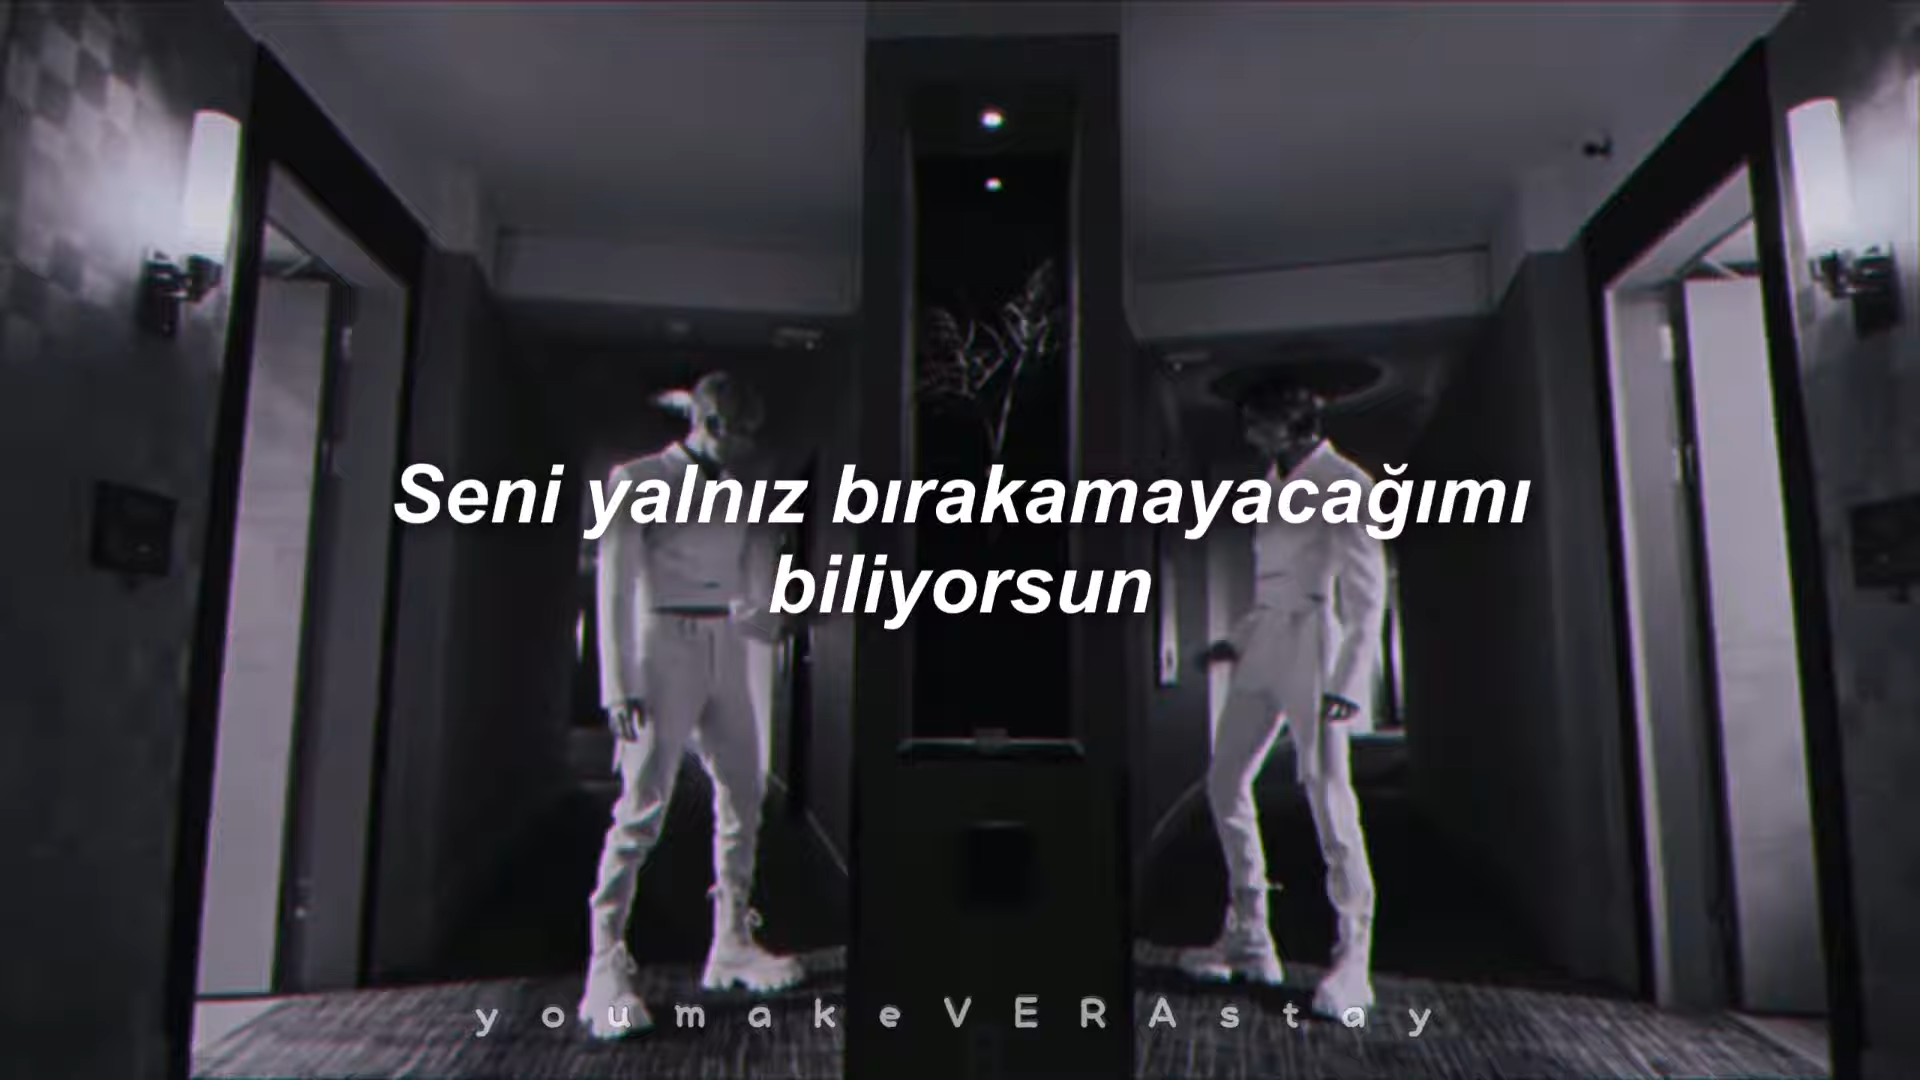 Seni yalnız bırakamayacağımı
biliyorsun
y o u m a k e V E R A s t a y